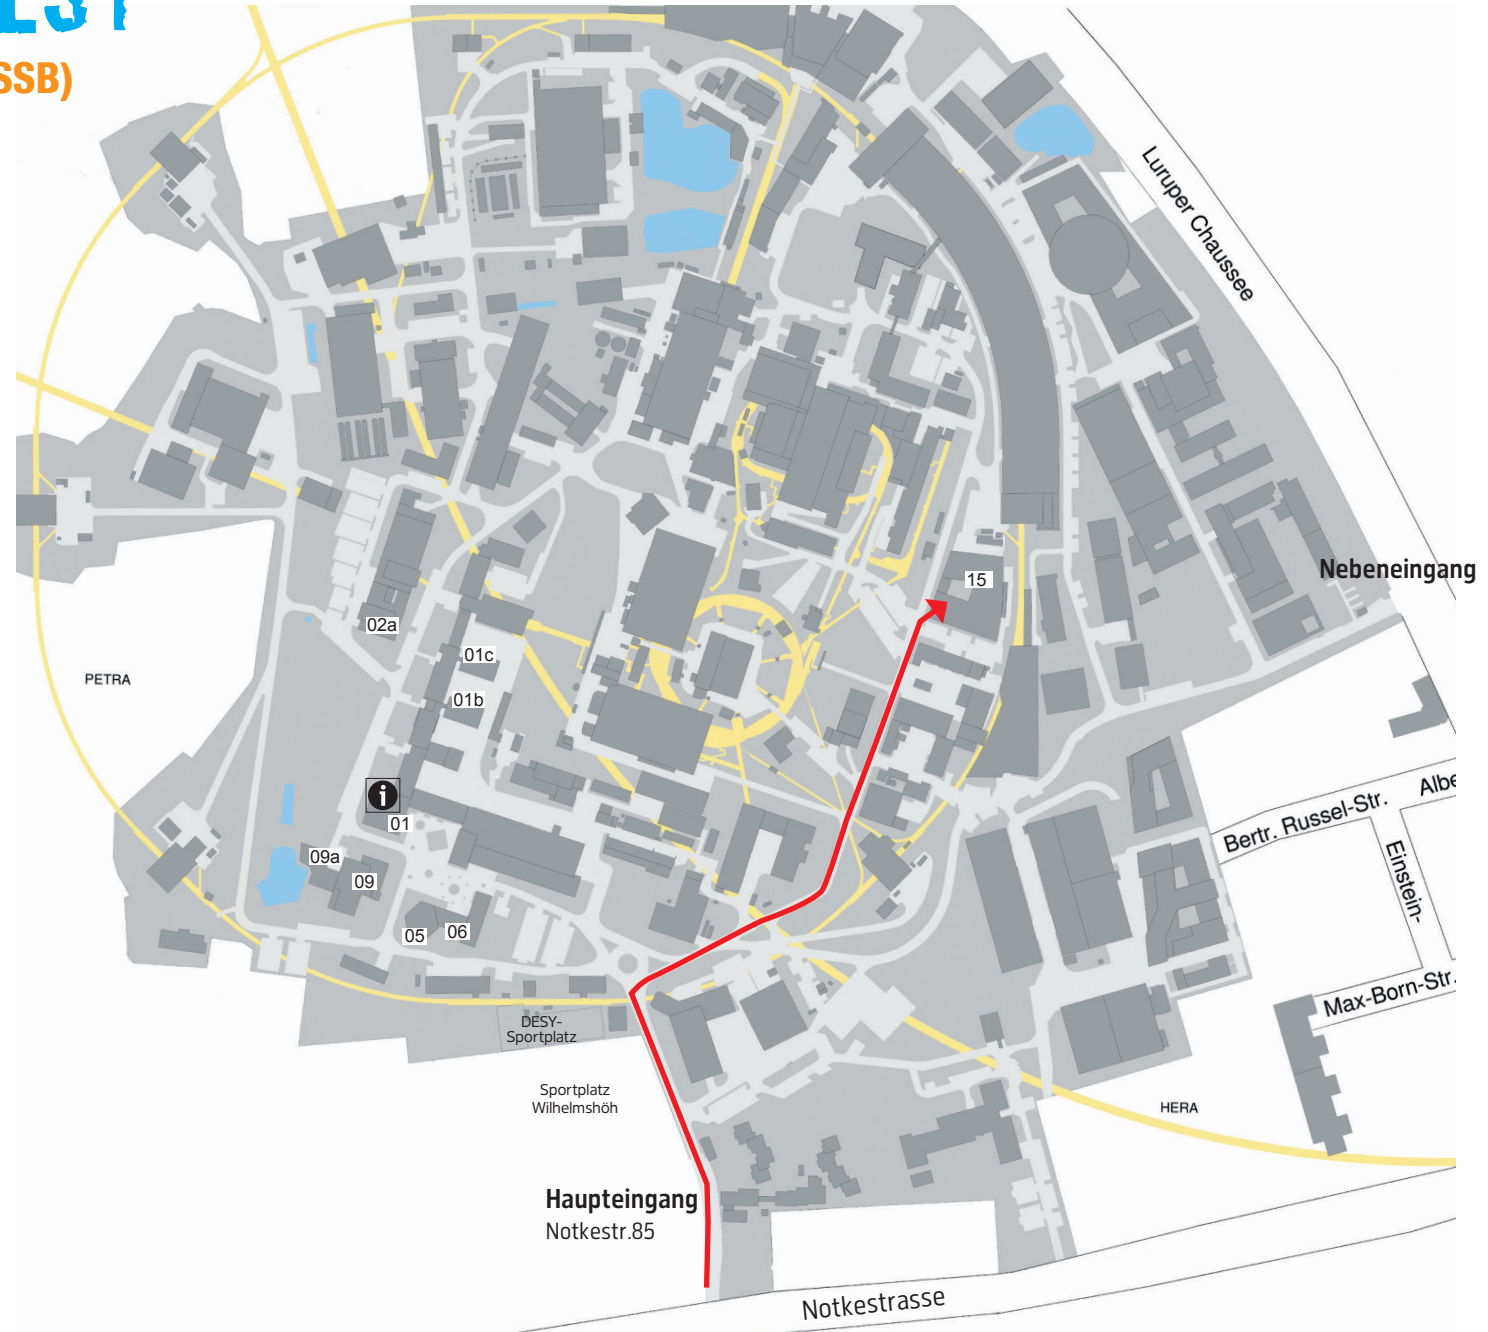 SSB)
Luruper Chaussee
Nebeneingang
15
02a
01c
PETRA
01b
i
01
09a
09
05
06
Bertr. Russel-Str.
Albe
Einstein-
Max-Born-Str.
DESY-
Sportplatz
Sportplatz
Wilhelmshöh
HERA
Haupteingang
Notkestr.85
Notkestrasse